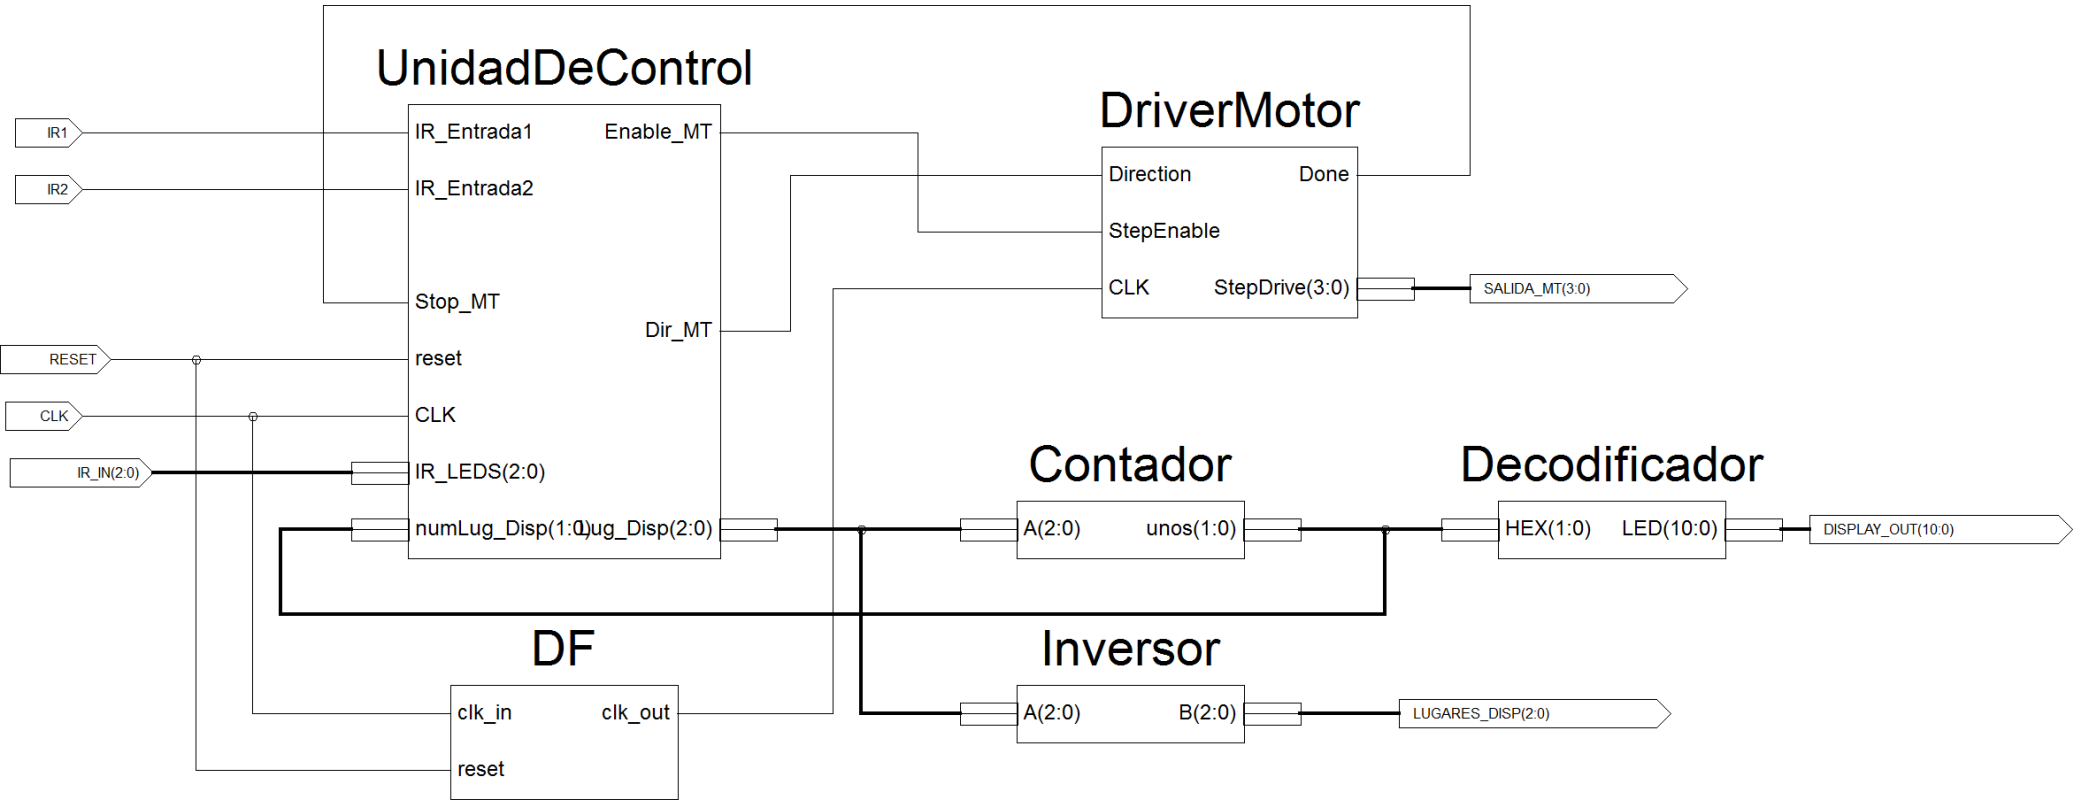 UnidadDeControl
IR1
IR_Entrada1
Enable_MT
IR2
IR_Entrada2
Stop_MT
Dir_MT
RESET
reset
CLK
CLK
IR_IN(2:0)
IR_LEDS(2:0)
numLug_Disp(1:0)
Lug_Disp(2:0)
DriverMotor
Direction
Done
StepEnable
CLK
StepDrive(3:0)
SALIDA_MT(3:0)
Contador
A(2:0)
unos(1:0)
Decodificador
HEX(1:0)
LED(10:0)
DISPLAY_OUT(10:0)
DF
clk_in
clk_out
reset
Inversor
A(2:0)
B(2:0)
LUGARES_DISP(2:0)